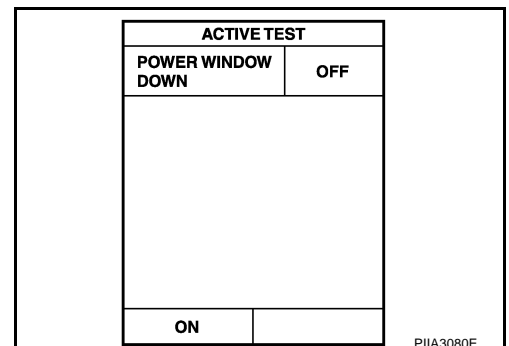 ACTIVE TEST
POWER WINDOW
DOWN
OFF
ON
PIIA3080E